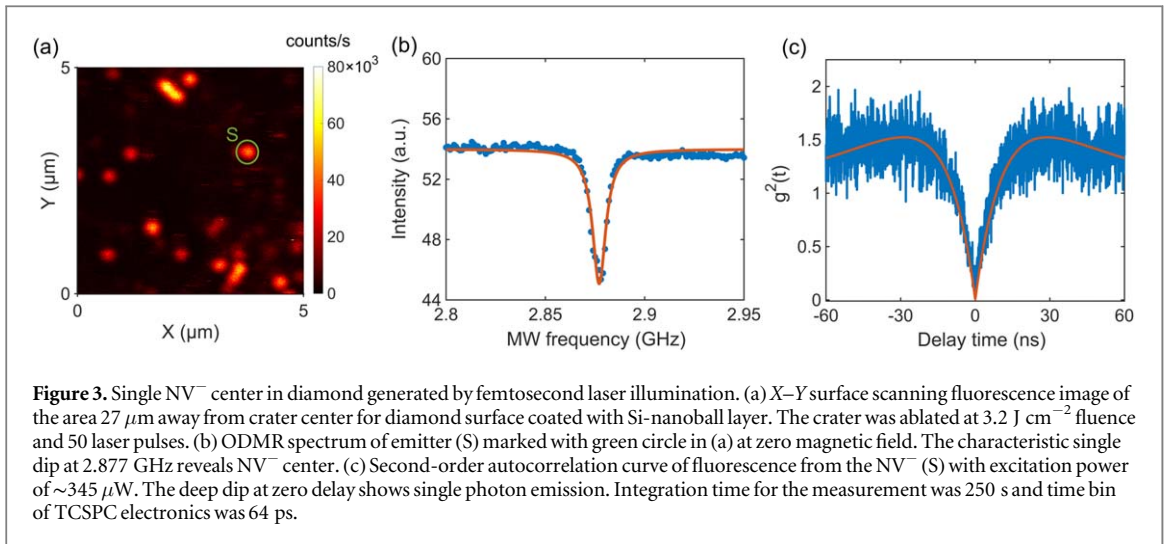 (a)
counts/s
80×10³
60
40
20
0
5
0
0
5
Y (μm)
X (μm)
S
(b)
60
56
52
48
44
2.8
2.85
2.9
2.95
Intensity (a.u.)
MW frequency (GHz)
(c)
2
1.5
1
0.5
0
-60
-30
0
30
60
g²(t)
Delay time (ns)
Figure 3. Single NV⁻ center in diamond generated by femtosecond laser illumination. (a) X–Y surface scanning fluorescence image of
the area 27 μm away from crater center for diamond surface coated with Si-nanoball layer. The crater was ablated at 3.2 J cm⁻² fluence
and 50 laser pulses. (b) ODMR spectrum of emitter (S) marked with green circle in (a) at zero magnetic field. The characteristic single
dip at 2.877 GHz reveals NV⁻ center. (c) Second-order autocorrelation curve of fluorescence from the NV⁻ (S) with excitation power
of ~345 μW. The deep dip at zero delay shows single photon emission. Integration time for the measurement was 250 s and time bin
of TCSPC electronics was 64 ps.